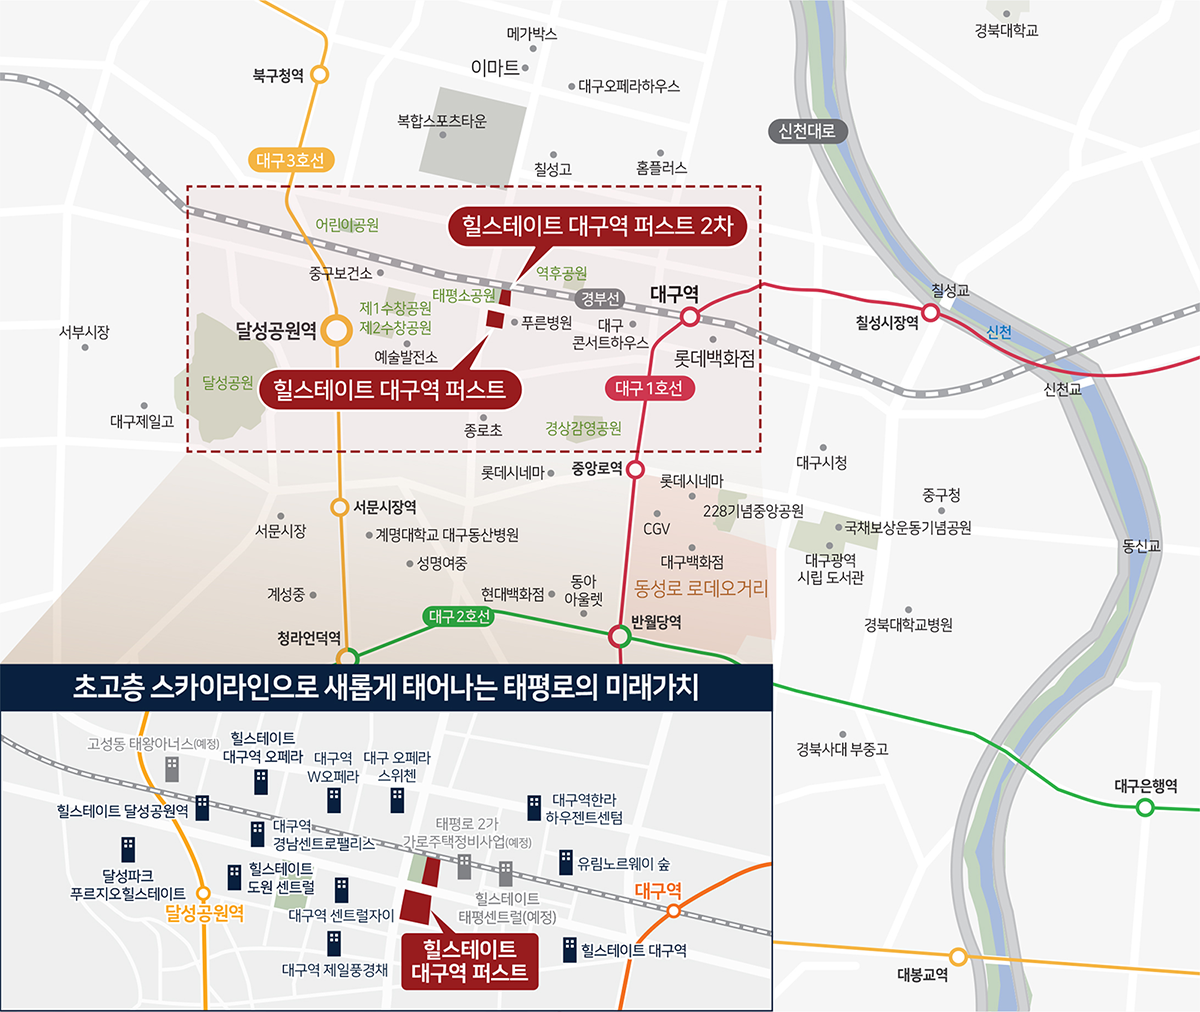 메가박스
경북대학교
이마트
북구청역
대구오페라하우스
복합스포츠타운
신천대로
대구 3호선
칠성고
홈플러스
어린이공원
힐스테이트 대구역 퍼스트 2차
중구보건소
역후공원
칠성교
태평소공원
경부선
대구역
제1수창공원
제2수창공원
푸른병원
대구
콘서트하우스
칠성시장역
신천
서부시장
달성공원역
예술발전소
롯데백화점
달성공원
힐스테이트 대구역 퍼스트
대구 1호선
신천교
대구제일고
종로초
경상감영공원
롯데시네마
중앙로역
대구시청
롯데시네마
중구청
서문시장역
228기념중앙공원
서문시장
계명대학교 대구동산병원
CGV
국채보상운동기념공원
동신교
성명여중
대구백화점
대구광역
시립 도서관
계성중
현대백화점
동아
아울렛
동성로 로데오거리
대구 2호선
반월당역
경북대학교병원
청라언덕역
초고층 스카이라인으로 새롭게 태어나는 태평로의 미래가치
고성동 태왕아너스(예정)
힐스테이트
대구역 오페라
대구역
W오페라
대구 오페라
스위첸
경북사대 부중고
대구은행역
힐스테이트 달성공원역
대구역
경남센트로팰리스
태평로 2가
가로주택정비사업(예정)
대구역한라
하우젠트센텀
달성파크
푸르지오힐스테이트
힐스테이트
도원 센트럴
유림노르웨이 숲
달성공원역
대구역 센트럴자이
힐스테이트
태평센트럴(예정)
대구역
대구역 제일풍경채
힐스테이트
대구역 퍼스트
힐스테이트 대구역
대봉교역